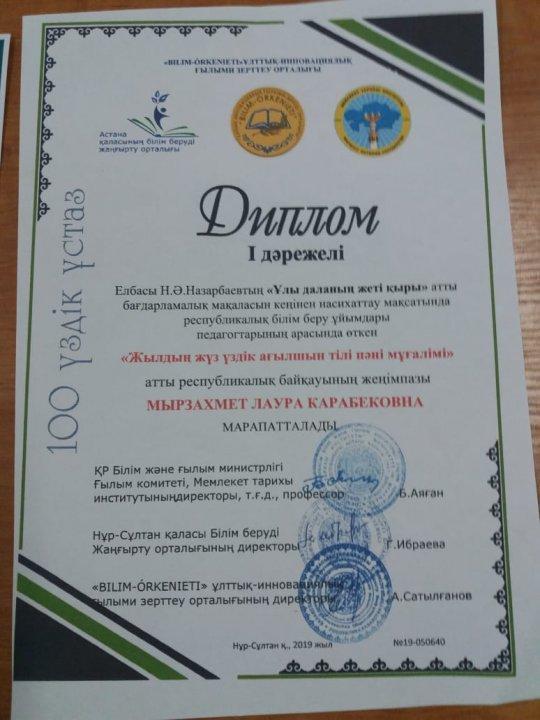 «BILIM-ÓRKENIETI» ҰЛТТЫҚ-ИННОВАЦИЯЛЫҚ
ҒЫЛЫМИ ЗЕРТТЕУ ОРТАЛЫҒЫ
Астана
қаласының білім беруді
жаңғырту орталығы
"BILIM-ÓRKENIETI"
100 үздік ұстаз
Диплом
I дәрежелі
Елбасы Н.Ә.Назарбаевтың «Ұлы даланың жеті қыры» атты
бағдарламалық мақаласын кеңінен насихаттау мақсатында
республикалық білім беру ұйымдары
педагогтарының арасында өткен
«Жылдың жүз үздік ағылшын тілі пәні мұғалімі»
атты республикалық байқауының жеңімпазы
МЫРЗАХМЕТ ЛАУРА КАРАБЕКОВНА
МАРАПАТТАЛАДЫ
ҚР Білім және ғылым министрлігі
Ғылым комитеті, Мемлекет тарихы
институтыныңдиректоры, т.ғ.д., профессор Б.Аяған
Нұр-Сұлтан қаласы Білім беруді
Жаңғырту орталығының директоры Г.Ибраева
«BILIM-ÓRKENIETI» ұлттық-инновациялық
ғылыми зерттеу орталығының директоры А.Сатылғанов
Нұр-Сұлтан қ., 2019 жыл №19-050640